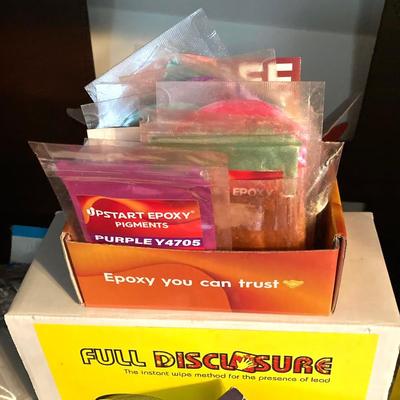 UPSTART EPOXY
PIGMENTS
PURPLE Y4705
EPOXY
Epoxy you can trust
FULL DISCLOSURE
The instant wipe method for the presence of lead